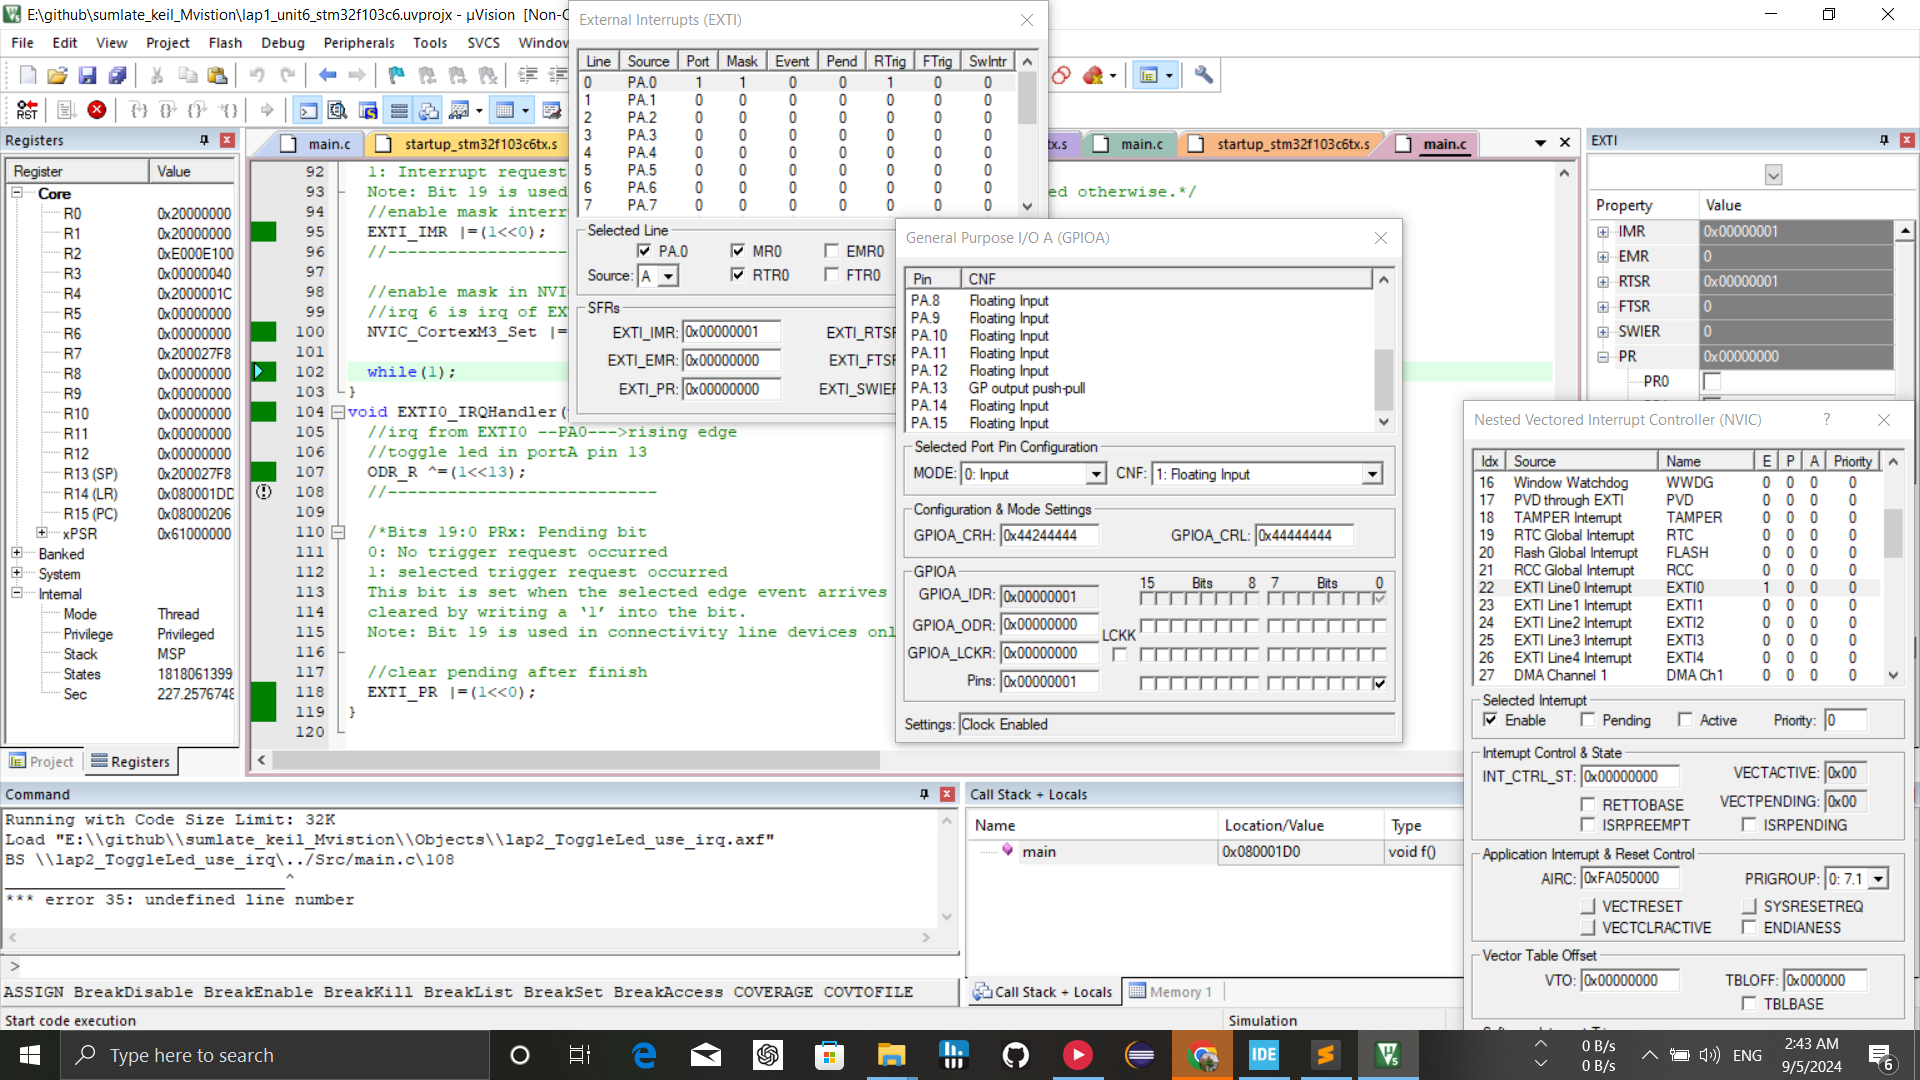 E:\github\sumlate_keil_Mvistion\lap1_unit6_stm32f103c6.uvprojx - µVision [Non-C
File Edit View Project Flash Debug Peripherals Tools SVCS Window
Registers
Register Value
Core
R0 0x20000000
R1 0x20000000
R2 0xE000E100
R3 0x00000040
R4 0x2000001C
R5 0x00000000
R6 0x00000000
R7 0x200027F8
R8 0x00000000
R9 0x00000000
R10 0x00000000
R11 0x00000000
R12 0x00000000
R13 (SP) 0x200027F8
R14 (LR) 0x080001DD
R15 (PC) 0x08000206
xPSR 0x61000000
Banked
System
Internal
Mode Thread
Privilege Privileged
Stack MSP
States 1818061399
Sec 227.2576748
Project Registers
main.c startup_stm32f103c6tx.s
tx.s main.c startup_stm32f103c6tx.s main.c
92 1: Interrupt request
93 Note: Bit 19 is used ed otherwise.*/
94 //enable mask interr
95 EXTI_IMR |=(1<<0);
96 //--------------------
97
98 //enable mask in NVI
99 //irq 6 is irq of EX
100 NVIC_CortexM3_Set |=
101
102 while(1);
103 }
104 void EXTI0_IRQHandler(
105 //irq from EXTI0 --PA0--->rising edge
106 //toggle led in portA pin 13
107 ODR_R ^=(1<<13);
108 //---------------------------
109
110 /*Bits 19:0 PRx: Pending bit
111 0: No trigger request occurred
112 1: selected trigger request occurred
113 This bit is set when the selected edge event arrives
114 cleared by writing a ‘1’ into the bit.
115 Note: Bit 19 is used in connectivity line devices onl
116
117 //clear pending after finish
118 EXTI_PR |=(1<<0);
119 }
120
External Interrupts (EXTI)
Line Source Port Mask Event Pend RTrig FTrig SwIntr
0 PA.0 1 1 0 0 1 0 0
1 PA.1 0 0 0 0 0 0 0
2 PA.2 0 0 0 0 0 0 0
3 PA.3 0 0 0 0 0 0 0
4 PA.4 0 0 0 0 0 0 0
5 PA.5 0 0 0 0 0 0 0
6 PA.6 0 0 0 0 0 0 0
7 PA.7 0 0 0 0 0 0 0
Selected Line
PA.0 MR0 EMR0
Source: A RTR0 FTR0
SFRs
EXTI_IMR: 0x00000001 EXTI_RTSR
EXTI_EMR: 0x00000000 EXTI_FTSR
EXTI_PR: 0x00000000 EXTI_SWIER
General Purpose I/O A (GPIOA)
Pin CNF
PA.8 Floating Input
PA.9 Floating Input
PA.10 Floating Input
PA.11 Floating Input
PA.12 Floating Input
PA.13 GP output push-pull
PA.14 Floating Input
PA.15 Floating Input
Selected Port Pin Configuration
MODE: 0: Input CNF: 1: Floating Input
Configuration & Mode Settings
GPIOA_CRH: 0x44244444 GPIOA_CRL: 0x44444444
GPIOA
15 Bits 8 7 Bits 0
GPIOA_IDR: 0x00000001
GPIOA_ODR: 0x00000000
LCKK
GPIOA_LCKR: 0x00000000
Pins: 0x00000001
Settings: Clock Enabled
EXTI
Property Value
IMR 0x00000001
EMR 0
RTSR 0x00000001
FTSR 0
SWIER 0
PR 0x00000000
PR0
Nested Vectored Interrupt Controller (NVIC) ?
Idx Source Name E P A Priority
16 Window Watchdog WWDG 0 0 0 0
17 PVD through EXTI PVD 0 0 0 0
18 TAMPER Interrupt TAMPER 0 0 0 0
19 RTC Global Interrupt RTC 0 0 0 0
20 Flash Global Interrupt FLASH 0 0 0 0
21 RCC Global Interrupt RCC 0 0 0 0
22 EXTI Line0 Interrupt EXTI0 1 0 0 0
23 EXTI Line1 Interrupt EXTI1 0 0 0 0
24 EXTI Line2 Interrupt EXTI2 0 0 0 0
25 EXTI Line3 Interrupt EXTI3 0 0 0 0
26 EXTI Line4 Interrupt EXTI4 0 0 0 0
27 DMA Channel 1 DMA Ch1 0 0 0 0
Selected Interrupt
Enable Pending Active Priority: 0
Interrupt Control & State
INT_CTRL_ST: 0x00000000 VECTACTIVE: 0x00
RETTOBASE VECTPENDING: 0x00
ISRPREEMPT ISRPENDING
Application Interrupt & Reset Control
AIRC: 0xFA050000 PRIGROUP: 0: 7.1
VECTRESET SYSRESETREQ
VECTCLRACTIVE ENDIANESS
Vector Table Offset
VTO: 0x00000000 TBLOFF: 0x000000
TBLBASE
Command
Running with Code Size Limit: 32K
Load "E:\\github\\sumlate_keil_Mvistion\\Objects\\lap2_ToggleLed_use_irq.axf"
BS \\lap2_ToggleLed_use_irq\../Src/main.c\108
_______________________________^
*** error 35: undefined line number
>
ASSIGN BreakDisable BreakEnable BreakKill BreakList BreakSet BreakAccess COVERAGE COVTOFILE
Call Stack + Locals
Name Location/Value Type
main 0x080001D0 void f()
Call Stack + Locals Memory 1
Start code execution Simulation
Type here to search
IDE
0 B/s
0 B/s
ENG
2:43 AM
9/5/2024
6